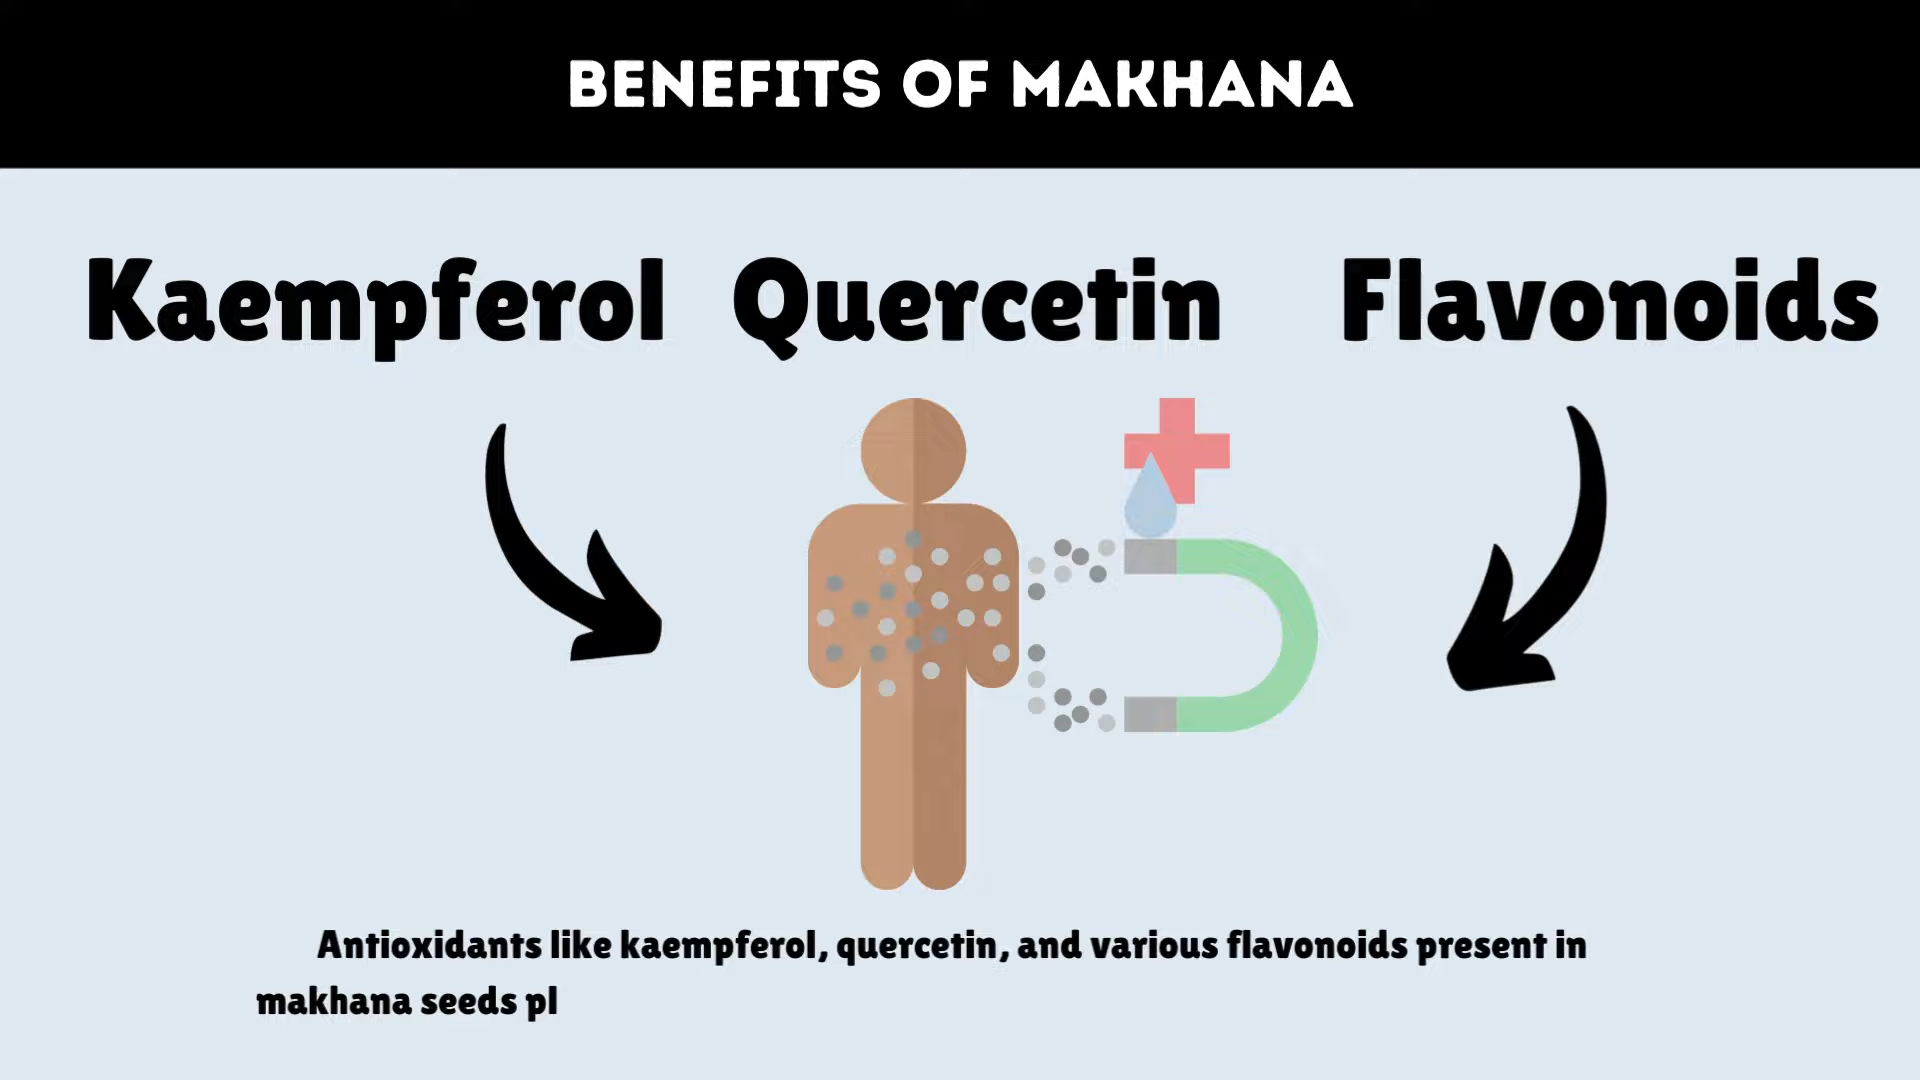 BENEFITS OF MAKHANA
Kaempferol Quercetin Flavonoids
Antioxidants like kaempferol, quercetin, and various flavonoids present in
makhana seeds pl